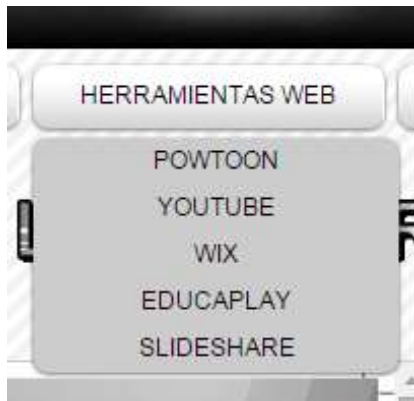 HERRAMIENTAS WEB
POWTOON
YOUTUBE
WIX
EDUCAPLAY
SLIDESHARE